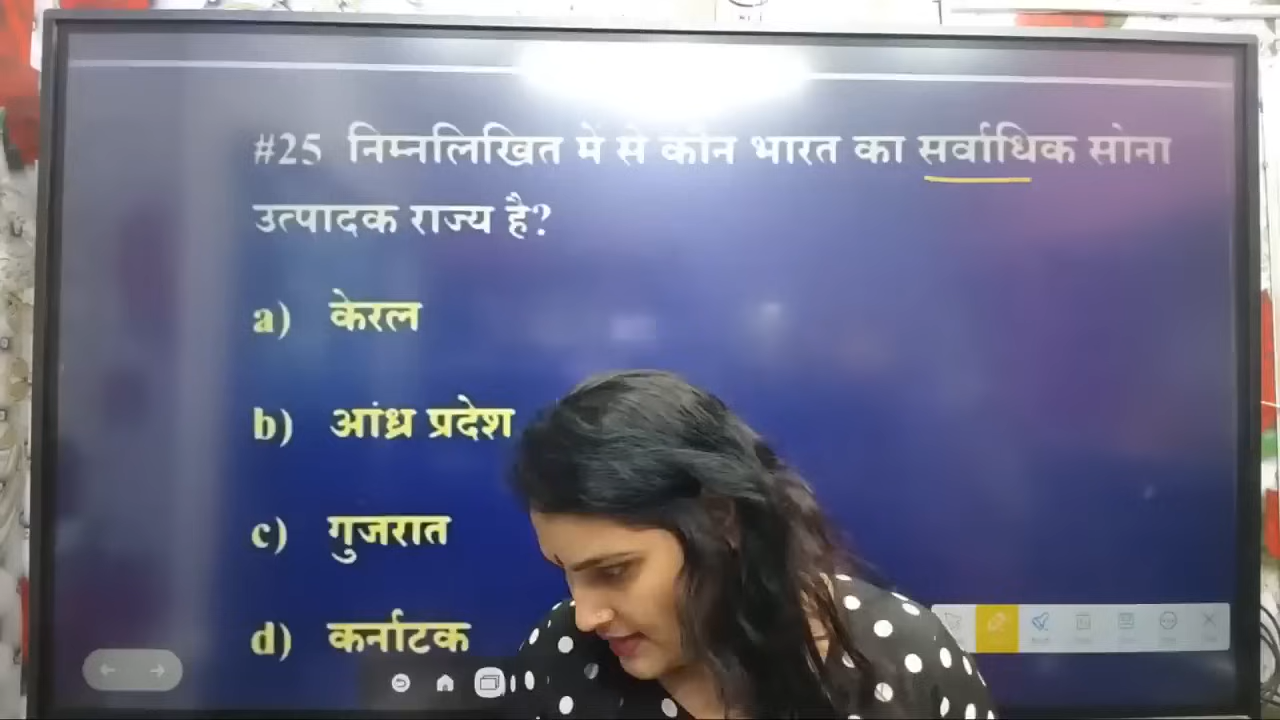 #25 निम्नलिखित में से कौन भारत का सर्वाधिक सोना
उत्पादक राज्य है?
a) केरल
b) आंध्र प्रदेश
c) गुजरात
d) कर्नाटक